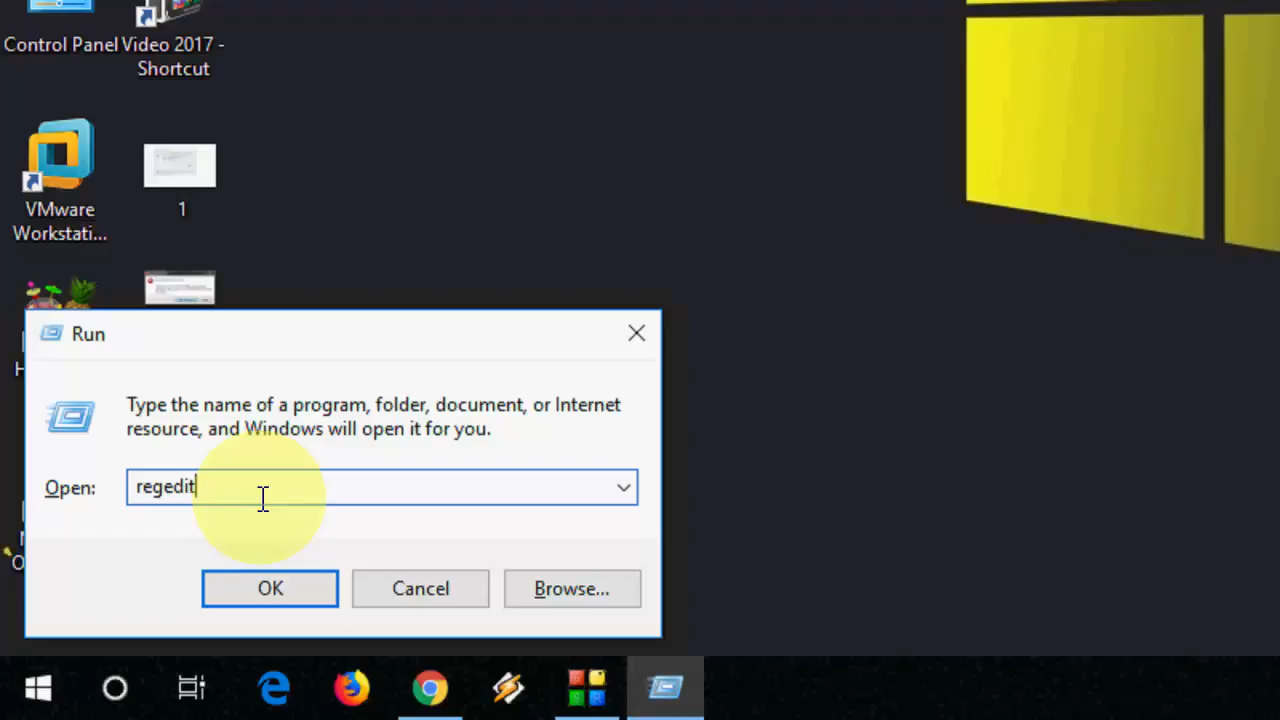 Control Panel
Video 2017 -
Shortcut
VMware
Workstati...
1
Run
Type the name of a program, folder, document, or Internet
resource, and Windows will open it for you.
Open:
regedit
OK
Cancel
Browse...